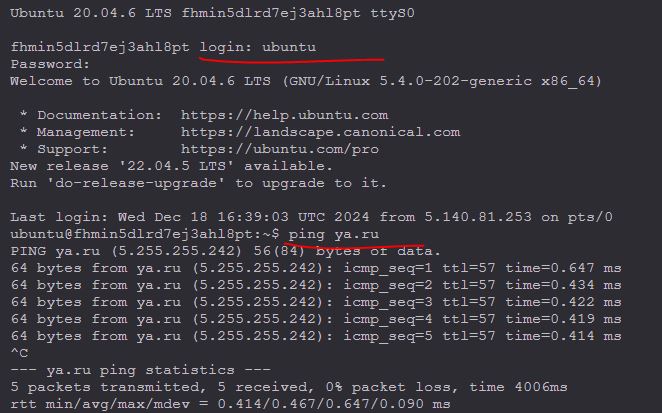 Ubuntu 20.04.6 LTS fhmin5dlrd7ej3ahl8pt ttyS0
fhmin5dlrd7ej3ahl8pt login: ubuntu
Password:
Welcome to Ubuntu 20.04.6 LTS (GNU/Linux 5.4.0-202-generic x86_64)
* Documentation:  https://help.ubuntu.com
* Management:     https://landscape.canonical.com
* Support:        https://ubuntu.com/pro
New release '22.04.5 LTS' available.
Run 'do-release-upgrade' to upgrade to it.
Last login: Wed Dec 18 16:39:03 UTC 2024 from 5.140.81.253 on pts/0
ubuntu@fhmin5dlrd7ej3ahl8pt:~$ ping ya.ru
PING ya.ru (5.255.255.242) 56(84) bytes of data.
64 bytes from ya.ru (5.255.255.242): icmp_seq=1 ttl=57 time=0.647 ms
64 bytes from ya.ru (5.255.255.242): icmp_seq=2 ttl=57 time=0.434 ms
64 bytes from ya.ru (5.255.255.242): icmp_seq=3 ttl=57 time=0.422 ms
64 bytes from ya.ru (5.255.255.242): icmp_seq=4 ttl=57 time=0.419 ms
64 bytes from ya.ru (5.255.255.242): icmp_seq=5 ttl=57 time=0.414 ms
^C
--- ya.ru ping statistics ---
5 packets transmitted, 5 received, 0% packet loss, time 4006ms
rtt min/avg/max/mdev = 0.414/0.467/0.647/0.090 ms